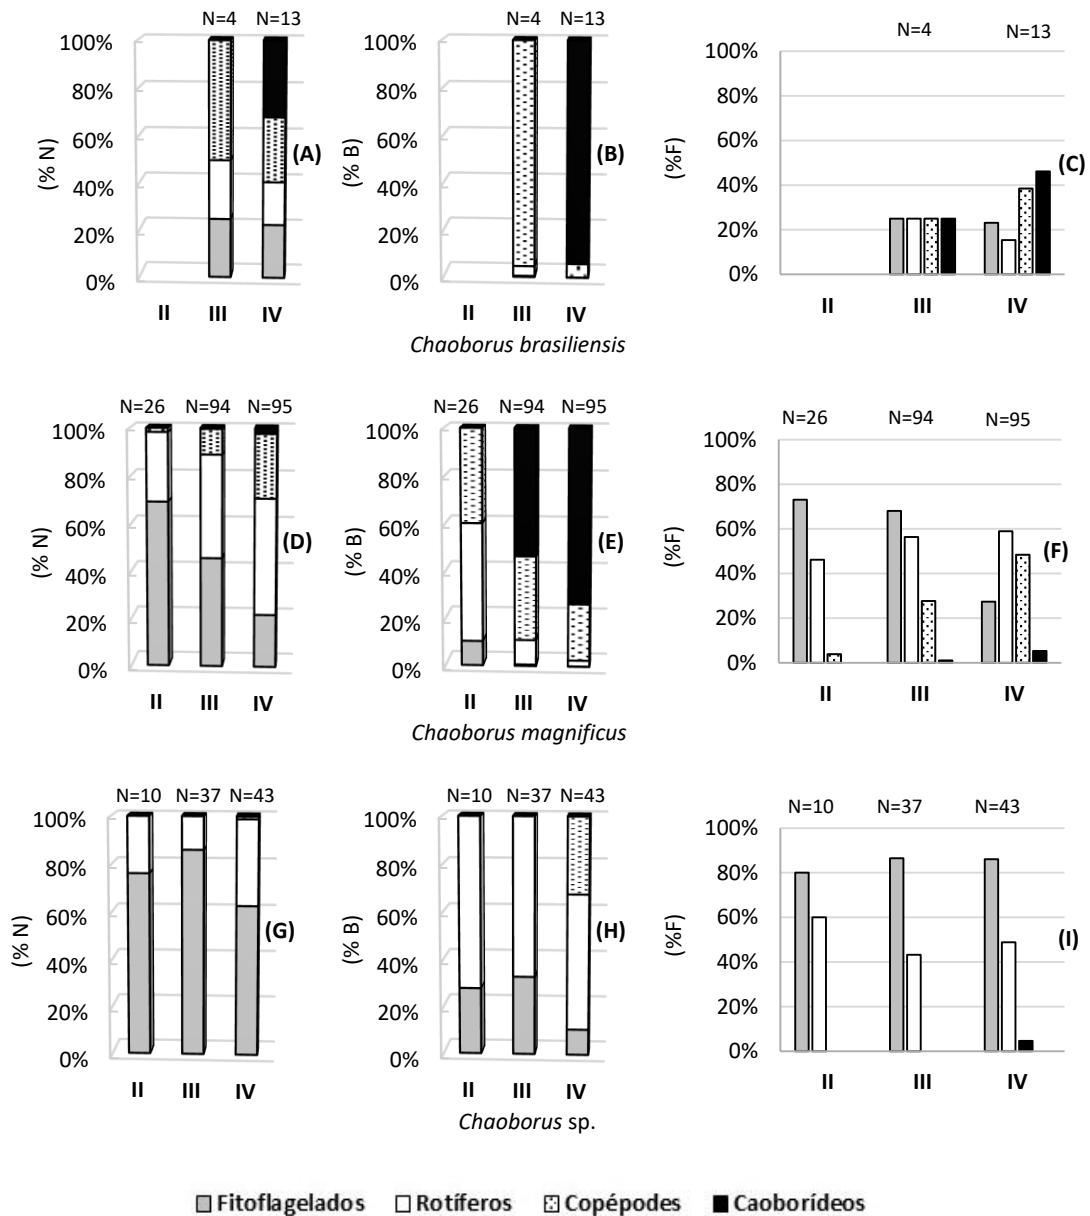 N=4 N=13
100%
80%
60%
40%
20%
0%
(% N)
(A)
II III IV
N=4 N=13
100%
80%
60%
40%
20%
0%
(% B)
(B)
II III IV
N=4 N=13
100%
80%
60%
40%
20%
0%
(%F)
(C)
II III IV
Chaoborus brasiliensis
N=26 N=94 N=95
100%
80%
60%
40%
20%
0%
(% N)
(D)
II III IV
N=26 N=94 N=95
100%
80%
60%
40%
20%
0%
(% B)
(E)
II III IV
N=26 N=94 N=95
100%
80%
60%
40%
20%
0%
(%F)
(F)
II III IV
Chaoborus magnificus
N=10 N=37 N=43
100%
80%
60%
40%
20%
0%
(% N)
(G)
II III IV
N=10 N=37 N=43
100%
80%
60%
40%
20%
0%
(% B)
(H)
II III IV
N=10 N=37 N=43
100%
80%
60%
40%
20%
0%
(%F)
(I)
II III IV
Chaoborus sp.
Fitoflagelados Rotíferos Copépodes Caoborídeos